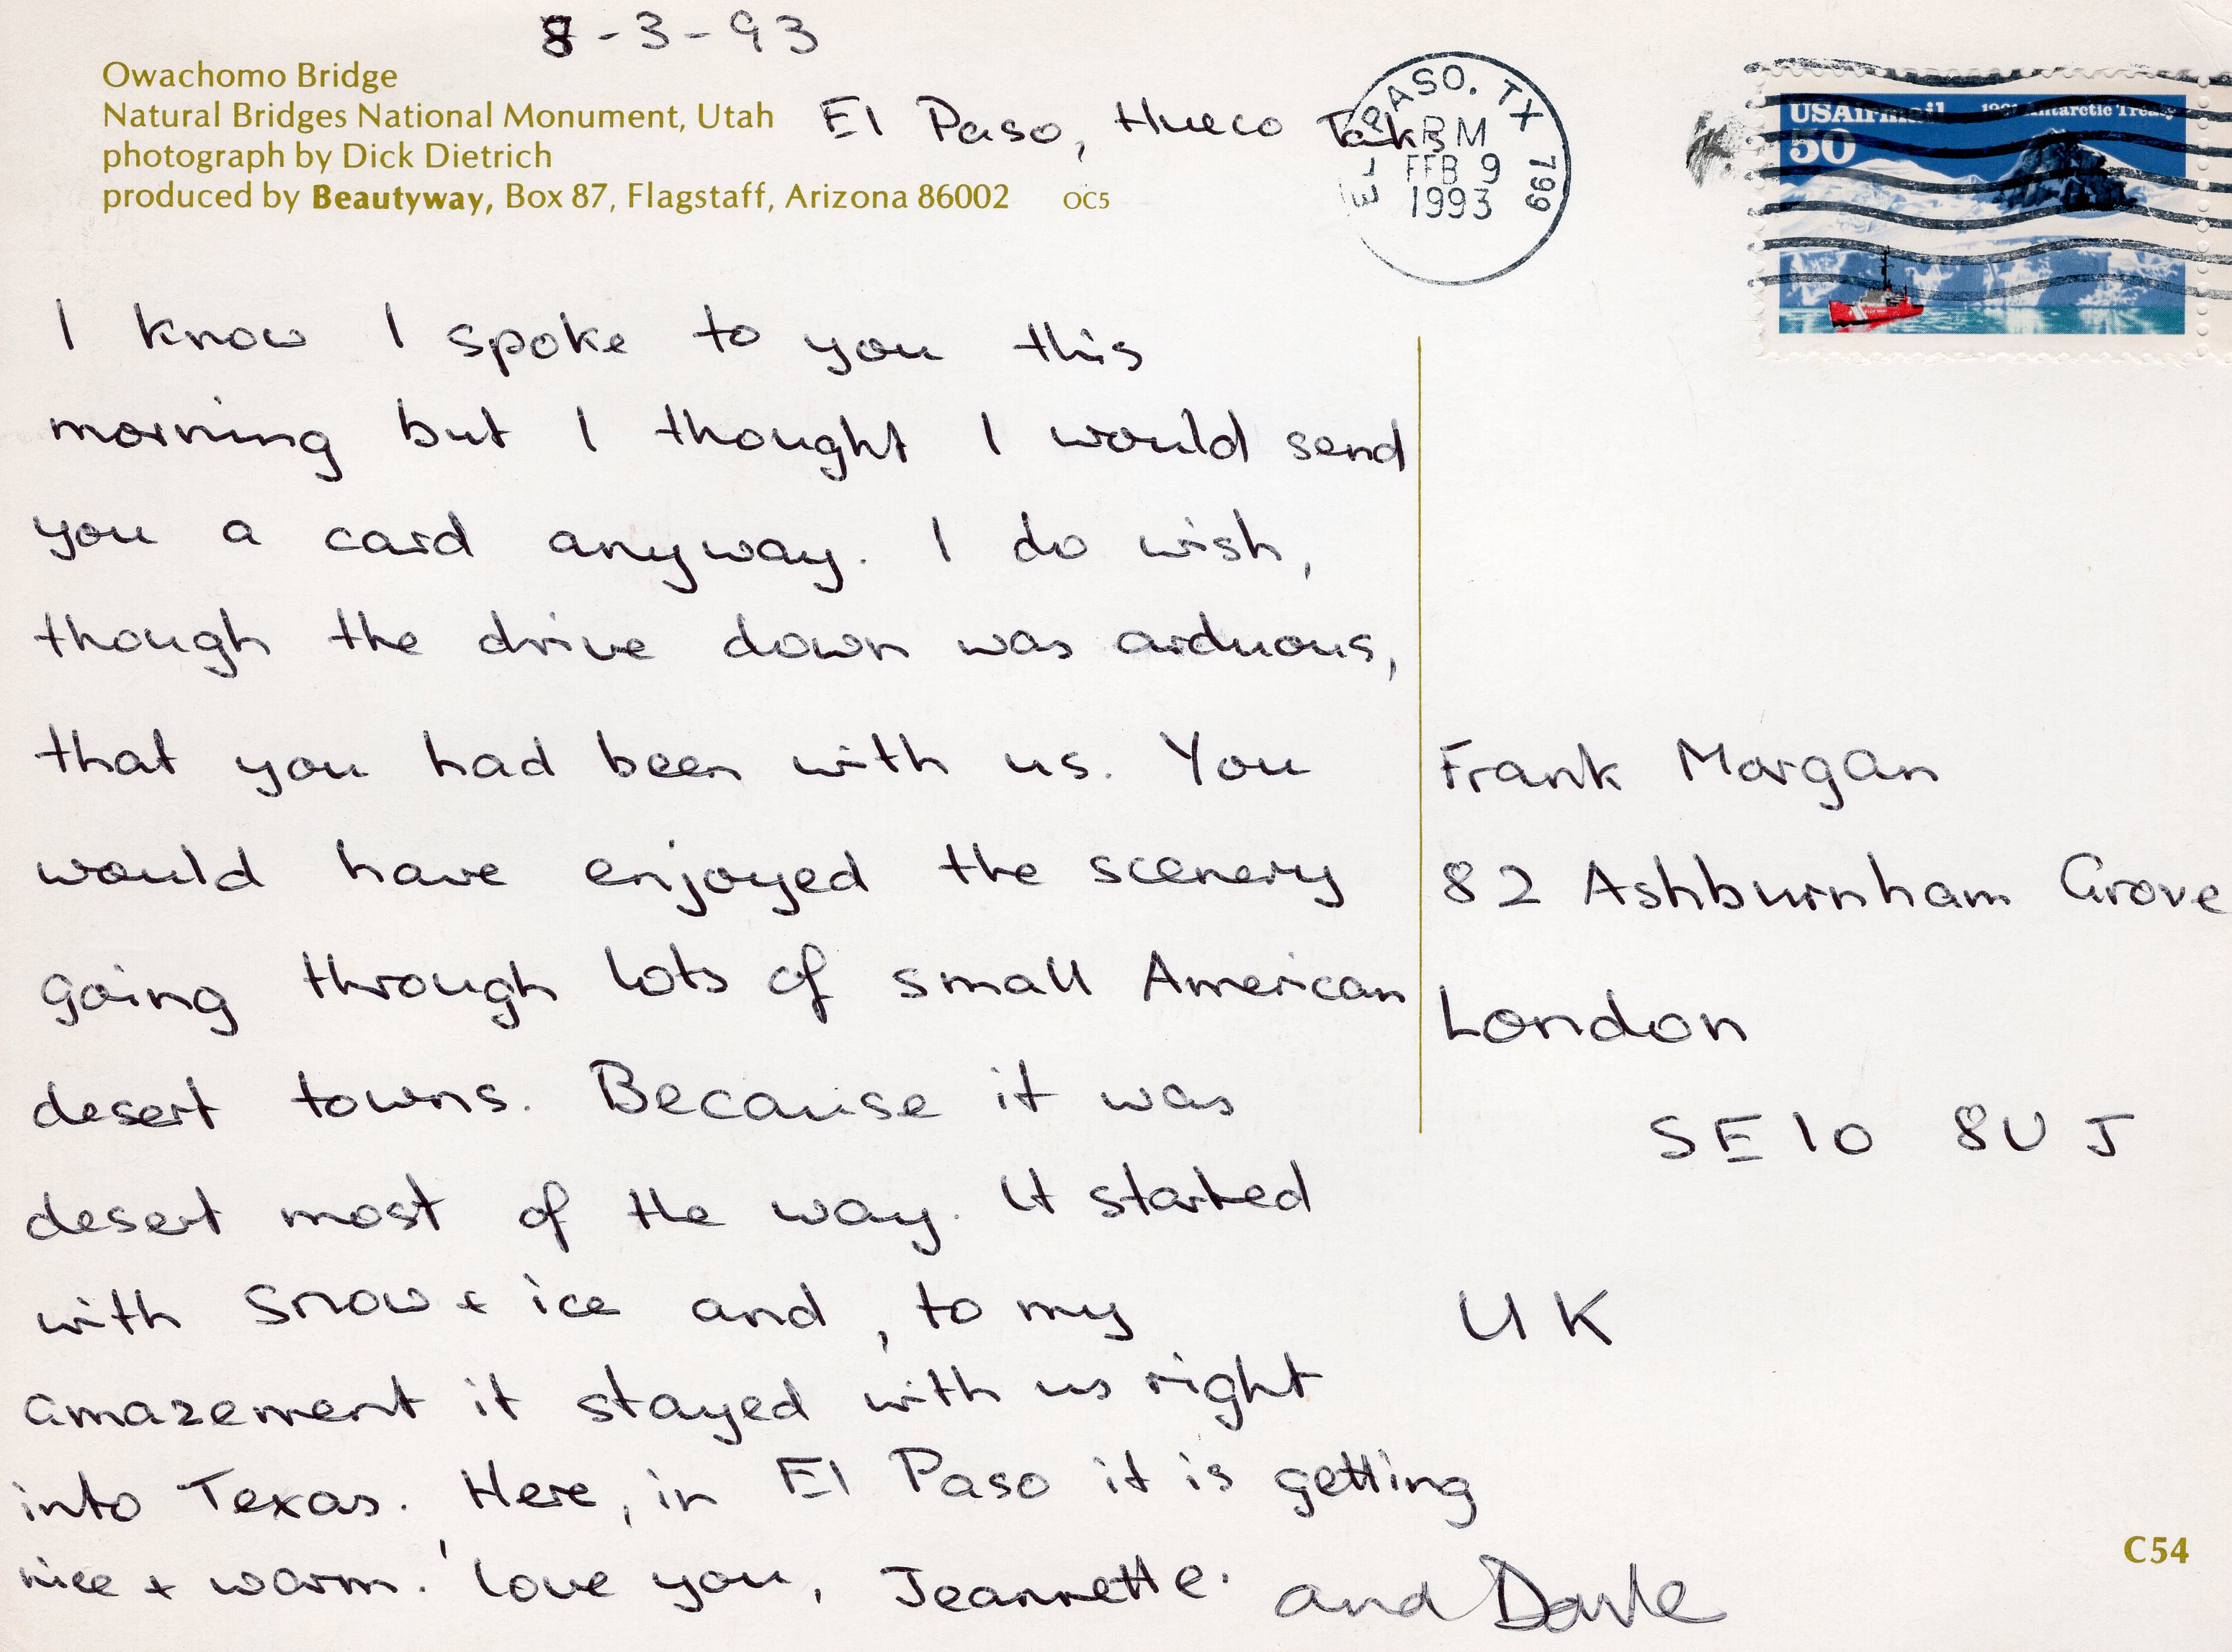 8-3-93
Owachomo Bridge
Natural Bridges National Monument, Utah
photograph by Dick Dietrich
produced by Beautyway, Box 87, Flagstaff, Arizona 86002 OC5
El Paso, Hueco Taks
EL PASO, TX 799
PM
FEB 9
1993
USAirmail 1991 Antarctic Treaty
50
I know I spoke to you this
morning but I thought I would send
you a card anyway. I do wish,
though the drive down was arduous,
that you had been with us. You
would have enjoyed the scenery
going through lots of small American
desert towns. Because it was
desert most of the way. It started
with snow + ice and, to my
amazement it stayed with us right
into Texas. Here, in El Paso it is getting
nice + warm. Love you, Jeannette. and
Frank Morgan
82 Ashburnham Grove
London
SE10 8UJ
UK
C54